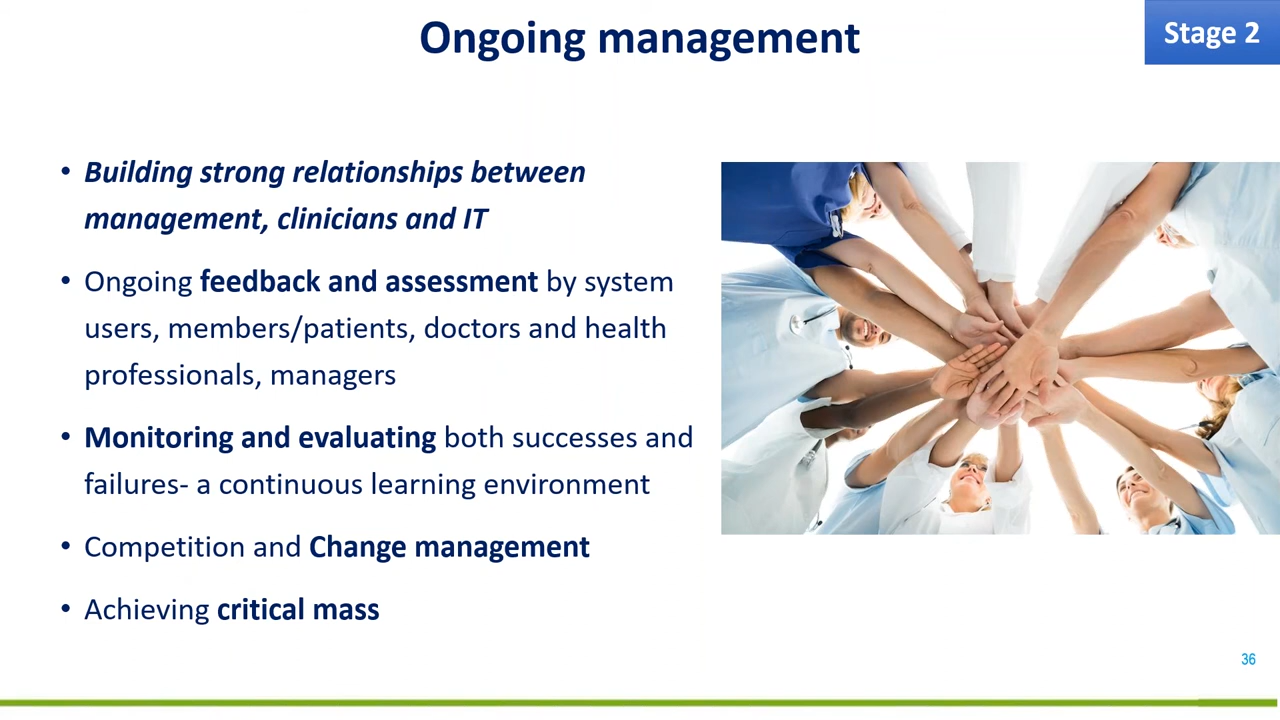 Ongoing management
Stage 2
• Building strong relationships between
management, clinicians and IT
• Ongoing feedback and assessment by system
users, members/patients, doctors and health
professionals, managers
• Monitoring and evaluating both successes and
failures- a continuous learning environment
• Competition and Change management
• Achieving critical mass
36